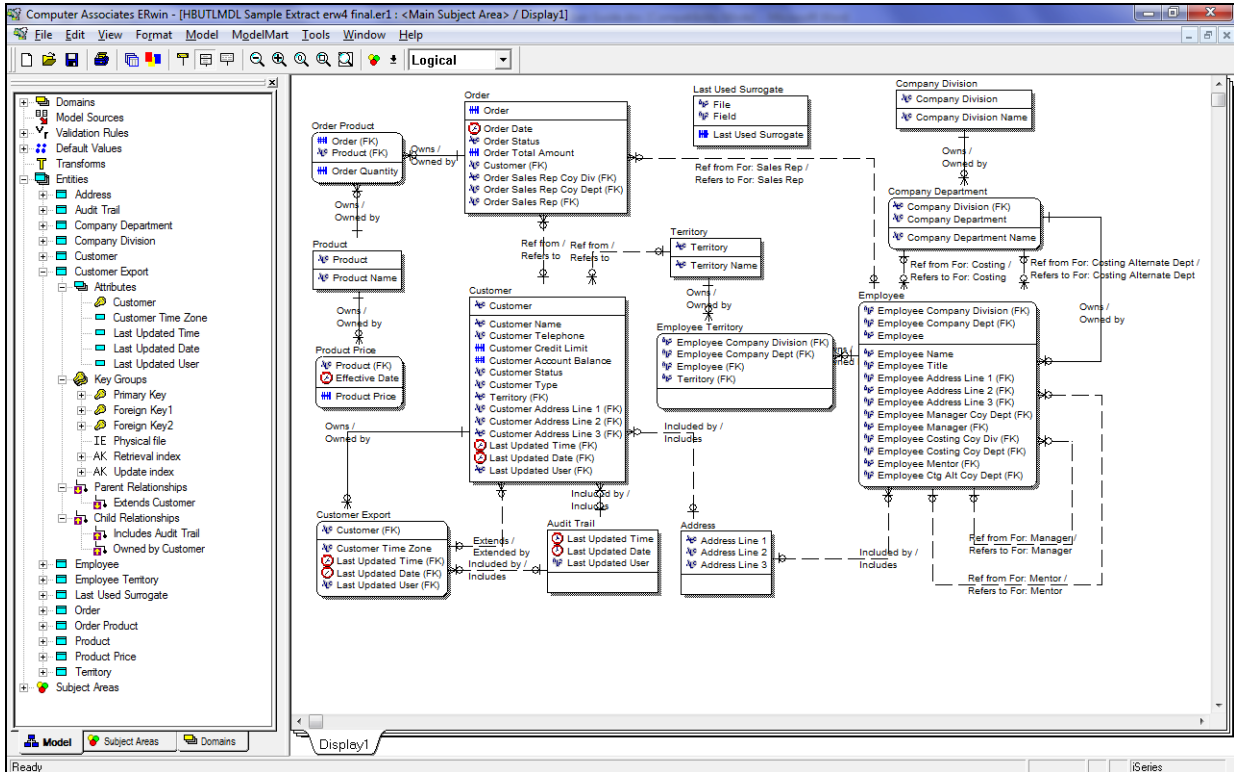 Computer Associates ERwin - [HBUTLMDL Sample Extract erw4 final.er1 : <Main Subject Area> / Display1]
File Edit View Format Model ModelMart Tools Window Help
Logical
Domains
Model Sources
Validation Rules
Default Values
Transforms
Entities
Address
Audit Trail
Company Department
Company Division
Customer
Customer Export
Attributes
Customer
Customer Time Zone
Last Updated Time
Last Updated Date
Last Updated User
Key Groups
Primary Key
Foreign Key1
Foreign Key2
IE Physical file
AK Retrieval index
AK Update index
Parent Relationships
Extends Customer
Child Relationships
Includes Audit Trail
Owned by Customer
Employee
Employee Territory
Last Used Surrogate
Order
Order Product
Product
Product Price
Territory
Subject Areas
Model Subject Areas Domains
Order Product
Order (FK)
Product (FK)
Order Quantity
Owns /
Owned by
Order
Order
Order Date
Order Status
Order Total Amount
Customer (FK)
Order Sales Rep Coy Div (FK)
Order Sales Rep Coy Dept (FK)
Order Sales Rep (FK)
Last Used Surrogate
File
Field
Last Used Surrogate
Company Division
Company Division
Company Division Name
Owns /
Owned by
Ref from For: Sales Rep /
Refers to For: Sales Rep
Company Department
Company Division (FK)
Company Department
Company Department Name
Owns /
Owned by
Product
Product
Product Name
Owns /
Owned by
Ref from /
Refers to
Ref from /
Refers to
Territory
Territory
Territory Name
Owns /
Owned by
Ref from For: Costing /
Refers to For: Costing
Ref from For: Costing Alternate Dept /
Refers to For: Costing Alternate Dept
Owns /
Owned by
Product Price
Product (FK)
Effective Date
Product Price
Customer
Customer
Customer Name
Customer Telephone
Customer Credit Limit
Customer Account Balance
Customer Status
Customer Type
Territory (FK)
Customer Address Line 1 (FK)
Customer Address Line 2 (FK)
Customer Address Line 3 (FK)
Last Updated Time (FK)
Last Updated Date (FK)
Last Updated User (FK)
Employee Territory
Employee Company Division (FK)
Employee Company Dept (FK)
Employee (FK)
Territory (FK)
Employee
Employee Company Division (FK)
Employee Company Dept (FK)
Employee
Employee Name
Employee Title
Employee Address Line 1 (FK)
Employee Address Line 2 (FK)
Employee Address Line 3 (FK)
Employee Manager Coy Dept (FK)
Employee Manager (FK)
Employee Costing Coy Div (FK)
Employee Costing Coy Dept (FK)
Employee Mentor (FK)
Employee Ctg Alt Coy Dept (FK)
Owns /
Owned by
Included by /
Includes
Included by /
Includes
Customer Export
Customer (FK)
Customer Time Zone
Last Updated Time (FK)
Last Updated Date (FK)
Last Updated User (FK)
Extends /
Extended by
Included by /
Includes
Audit Trail
Last Updated Time
Last Updated Date
Last Updated User
Address
Address Line 1
Address Line 2
Address Line 3
Included by /
Includes
Ref from For: Manager/
Refers to For: Manager
Ref from For: Mentor /
Refers to For: Mentor
Display1
Ready
iSeries